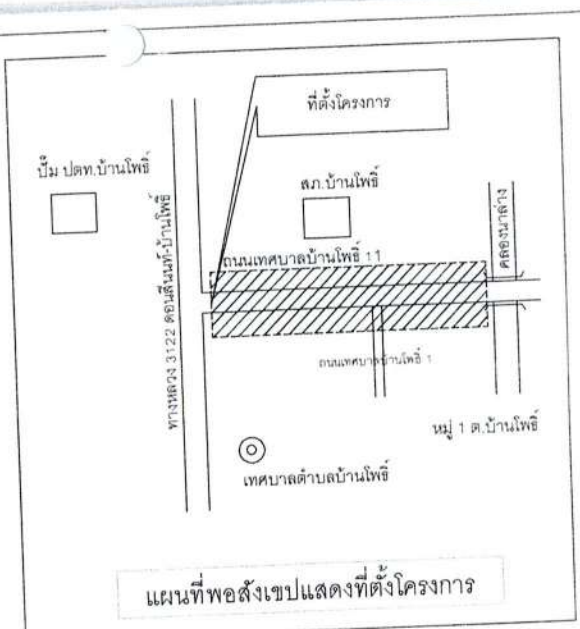 ที่ตั้งโครงการ
ปั๊ม ปตท.บ้านโพธิ์
สภ.บ้านโพธิ์
ทางหลวง 3122 ดอนสีนนท์-บ้านโพธิ์
คลองนาล่าง
ถนนเทศบาลบ้านโพธิ์ 11
ถนนเทศบาลบ้านโพธิ์ 1
หมู่ 1 ต.บ้านโพธิ์
เทศบาลตำบลบ้านโพธิ์
แผนที่พอสังเขปแสดงที่ตั้งโครงการ